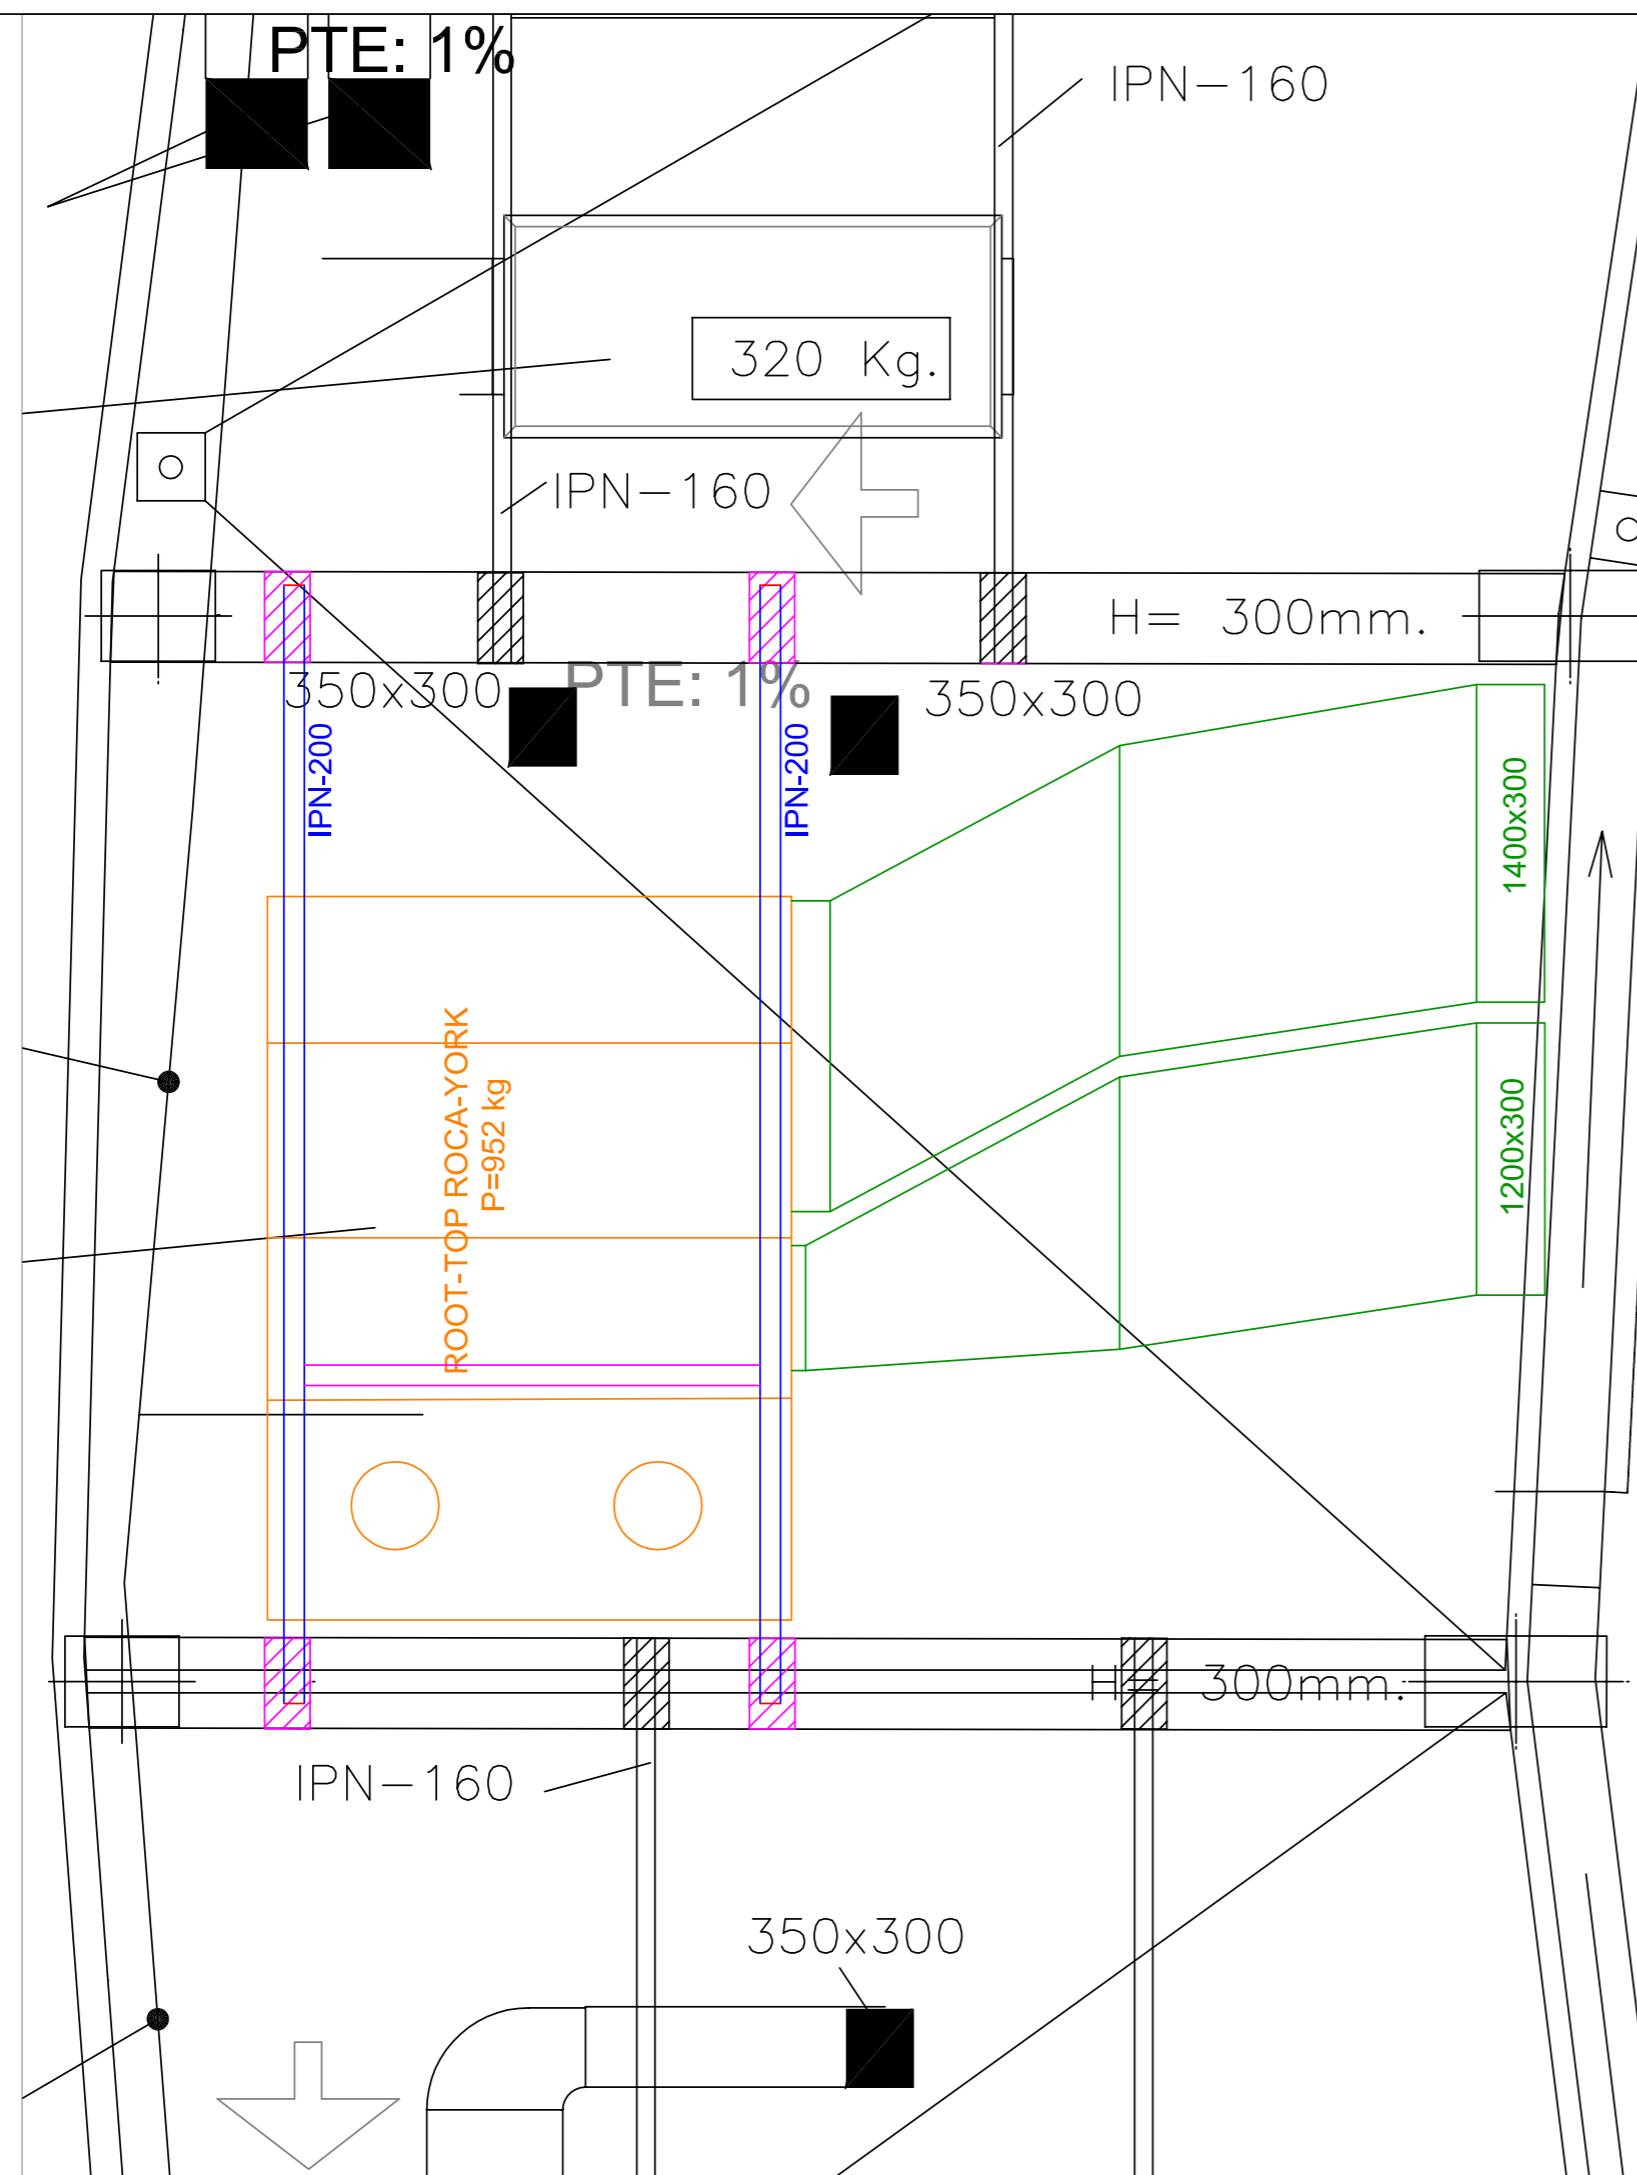 PTE: 1%
IPN-160
320 Kg.
IPN-160
H= 300mm.
350x300
PTE: 1%
350x300
IPN-200
IPN-200
1400x300
ROOT-TOP ROCA-YORK
P=952 kg
1200x300
H= 300mm.
IPN-160
350x300